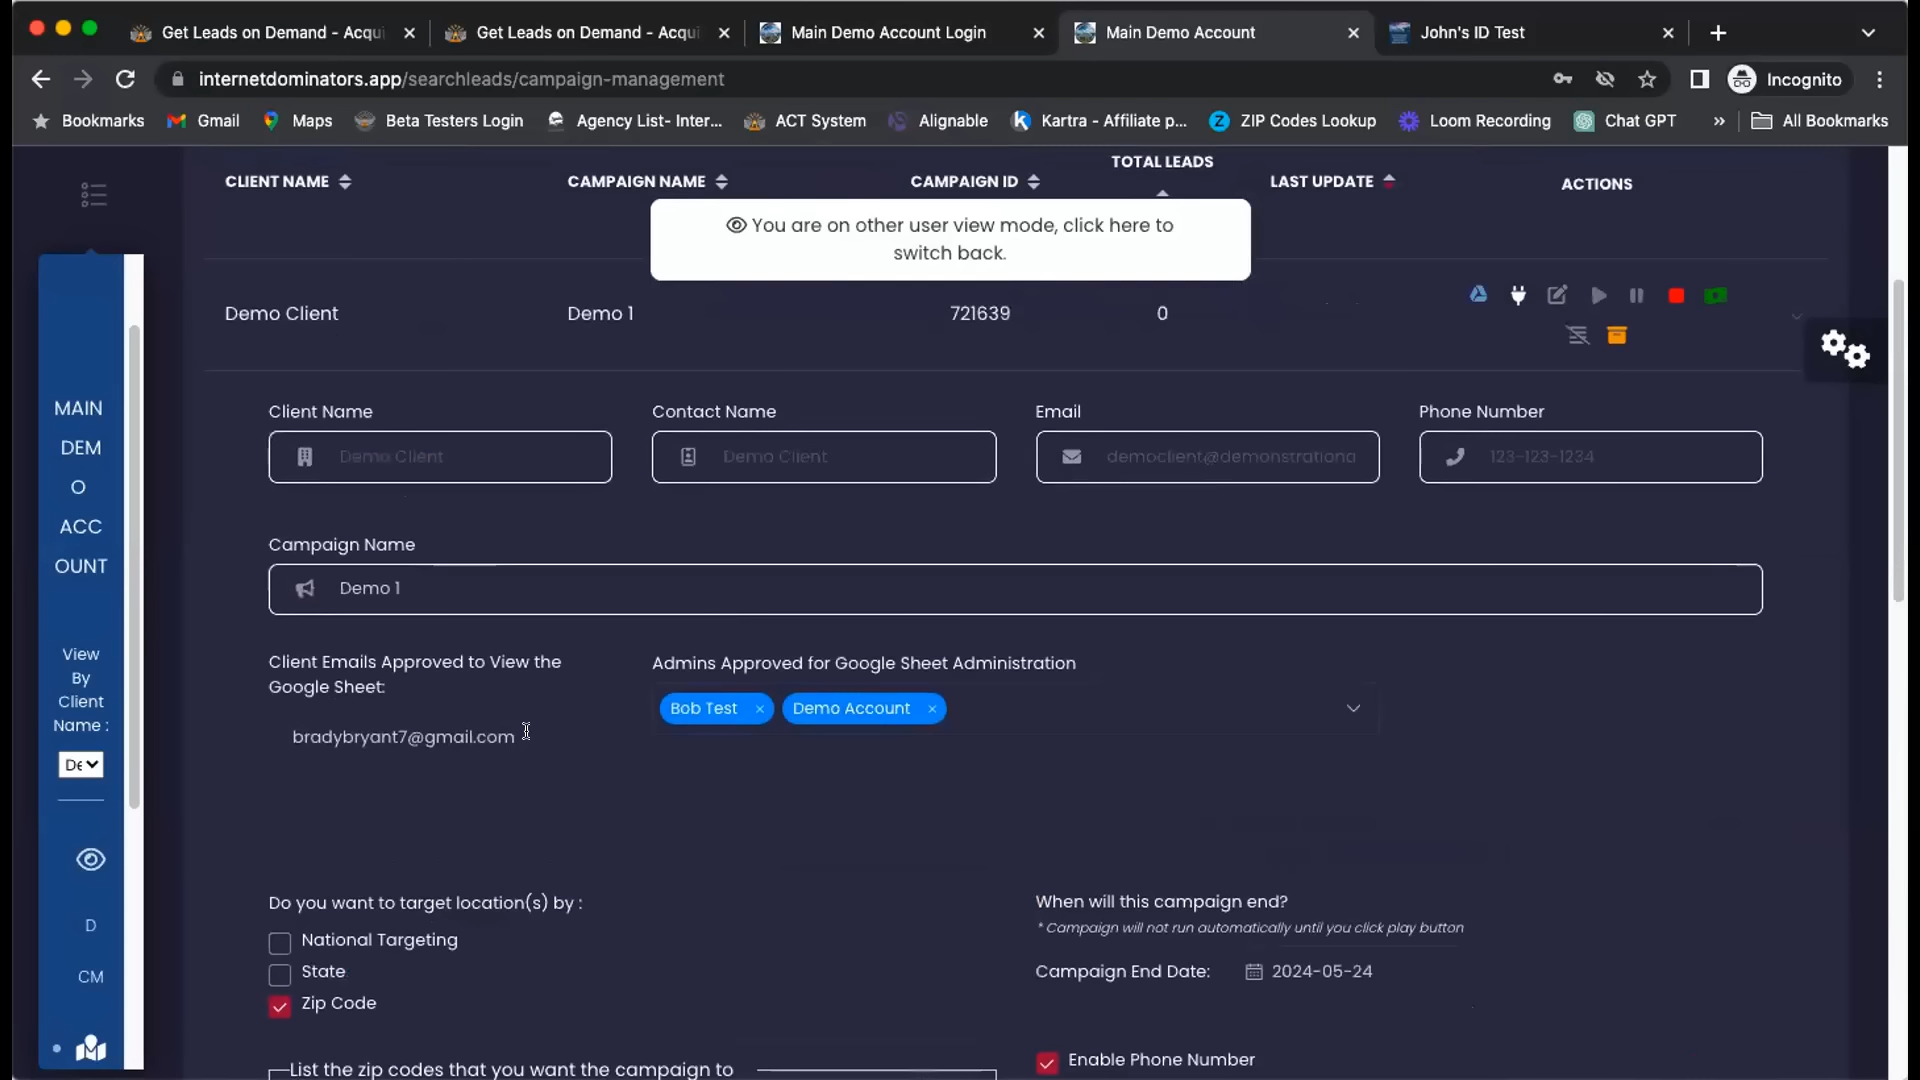 Get Leads on Demand - Acqui
Get Leads on Demand - Acqui
Main Demo Account Login
Main Demo Account
John's ID Test
internetdominators.app/searchleads/campaign-management
Incognito
Bookmarks
Gmail
Maps
Beta Testers Login
Agency List- Inter...
ACT System
Alignable
Kartra - Affiliate p...
ZIP Codes Lookup
Loom Recording
Chat GPT
All Bookmarks
CLIENT NAME
CAMPAIGN NAME
CAMPAIGN ID
TOTAL LEADS
LAST UPDATE
ACTIONS
You are on other user view mode, click here to
switch back.
Demo Client
Demo 1
721639
0
MAIN
DEM
O
ACC
OUNT
View
By
Client
Name :
De
D
CM
Client Name
Contact Name
Email
Phone Number
Demo Client
Demo Client
democlient@demonstrationa
123-123-1234
Campaign Name
Demo 1
Client Emails Approved to View the
Google Sheet:
bradybryant7@gmail.com
Admins Approved for Google Sheet Administration
Bob Test ×
Demo Account ×
Do you want to target location(s) by :
National Targeting
State
Zip Code
List the zip codes that you want the campaign to
When will this campaign end?
* Campaign will not run automatically until you click play button
Campaign End Date:
2024-05-24
Enable Phone Number